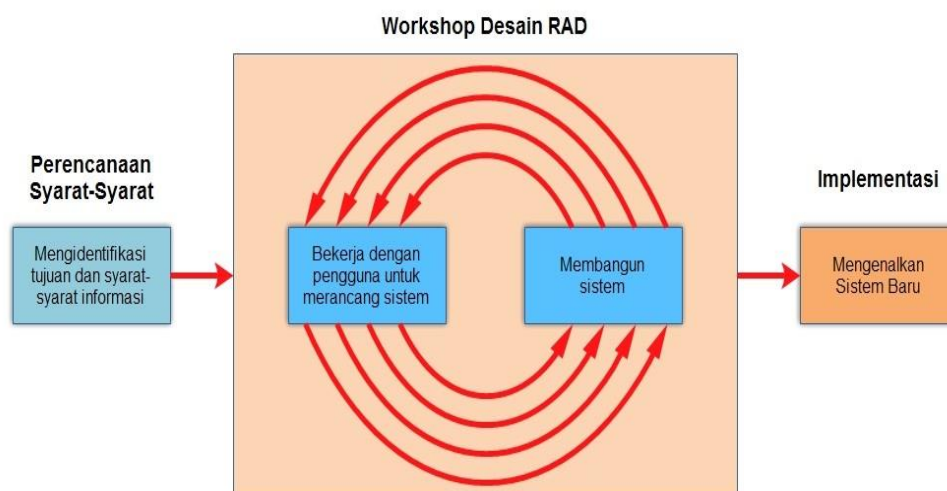 Workshop Desain RAD
Perencanaan
Syarat-Syarat
Mengidentifikasi
tujuan dan syarat-
syarat informasi
Bekerja dengan
pengguna untuk
merancang sistem
Membangun
sistem
Implementasi
Mengenalkan
Sistem Baru